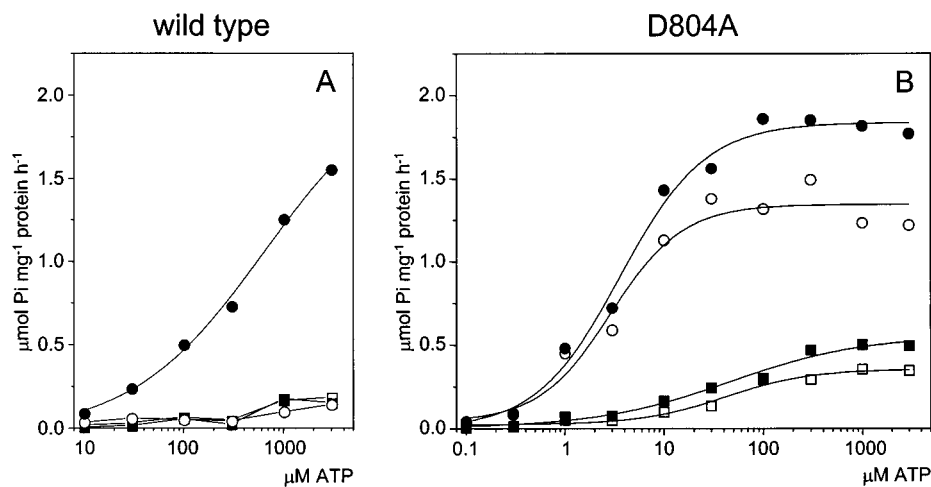 wild type
D804A
A
B
µmol Pi mg⁻¹ protein h⁻¹
2.0
1.5
1.0
0.5
0.0
10
100
1000
µM ATP
µmol Pi mg⁻¹ protein h⁻¹
2.0
1.5
1.0
0.5
0.0
0.1
1
10
100
1000
µM ATP